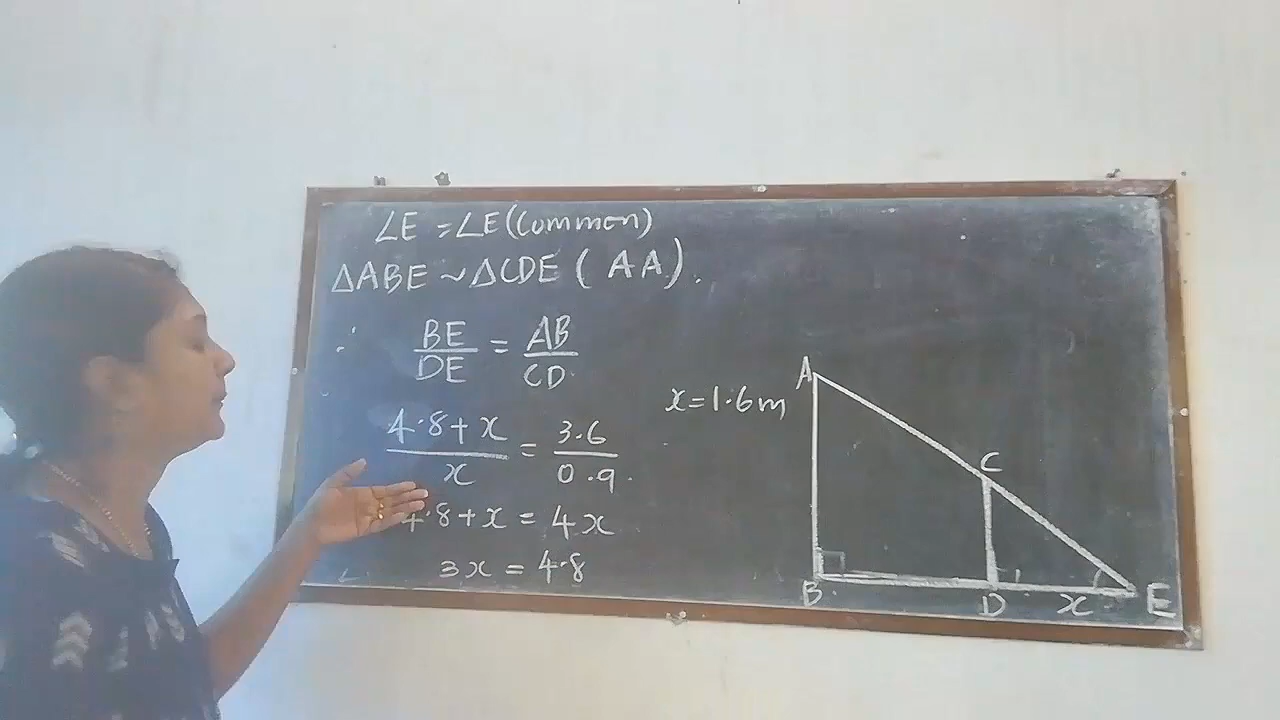 ∠E = ∠E (Common)
ΔABE ~ ΔCDE ( AA ) .
∴ BE/DE = AB/CD
4.8 + x / x = 3.6 / 0.9
4.8 + x = 4x
3x = 4.8
x = 1.6m
A
C
B
D
x
E